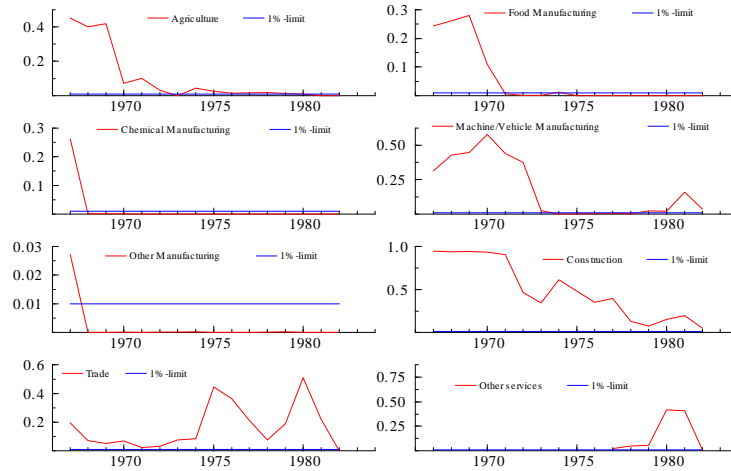 Agriculture 1%-limit
0.4
0.2
1970 1975 1980
Food Manufacturing 1%-limit
0.3
0.2
0.1
1970 1975 1980
Chemical Manufacturing 1%-limit
0.3
0.2
0.1
1970 1975 1980
Machine/Vehicle Manufacturing 1%-limit
0.50
0.25
1970 1975 1980
Other Manufacturing 1%-limit
0.03
0.02
0.01
1970 1975 1980
Construction 1%-limit
1.0
0.5
1970 1975 1980
Trade 1%-limit
0.6
0.4
0.2
1970 1975 1980
Other services 1%-limit
0.75
0.50
0.25
1970 1975 1980